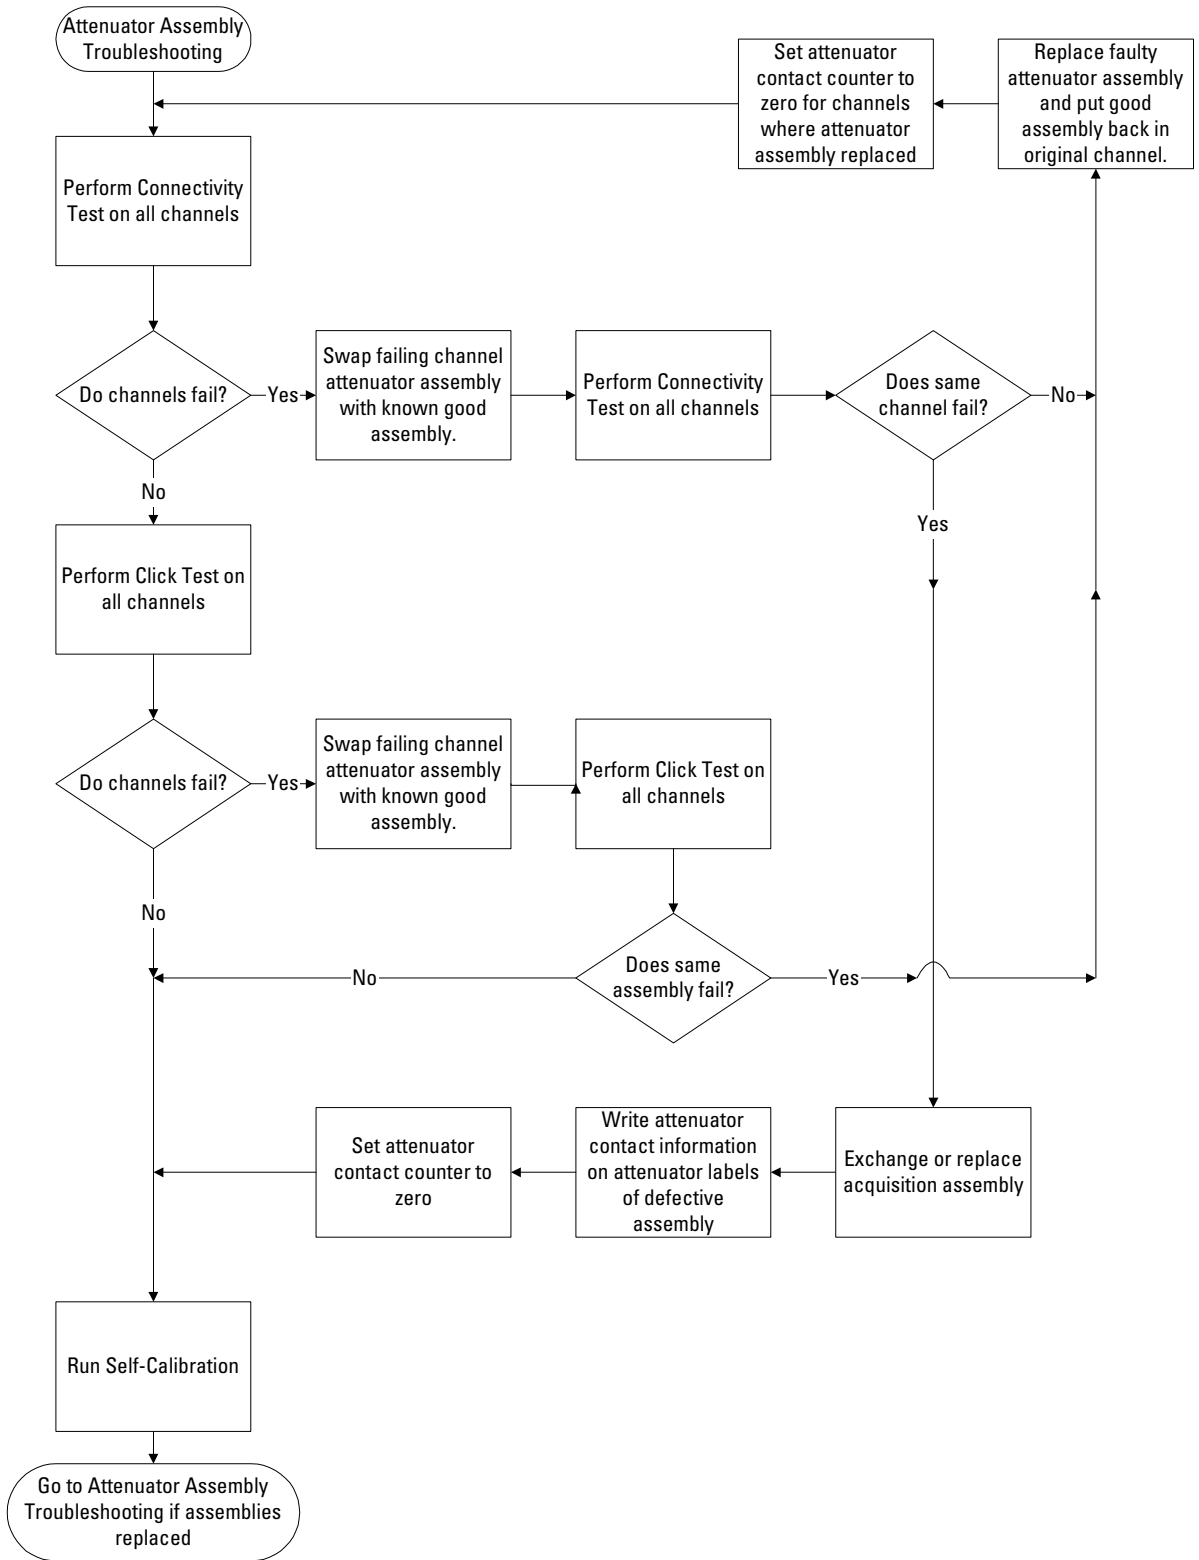 Attenuator Assembly
Troubleshooting
Set attenuator
contact counter to
zero for channels
where attenuator
assembly replaced
Replace faulty
attenuator assembly
and put good
assembly back in
original channel.
Perform Connectivity
Test on all channels
Do channels fail?
Yes
Swap failing channel
attenuator assembly
with known good
assembly.
Perform Connectivity
Test on all channels
Does same
channel fail?
No
No
Yes
Perform Click Test on
all channels
Do channels fail?
Yes
Swap failing channel
attenuator assembly
with known good
assembly.
Perform Click Test on
all channels
No
No
Does same
assembly fail?
Yes
Set attenuator
contact counter to
zero
Write attenuator
contact information
on attenuator labels
of defective
assembly
Exchange or replace
acquisition assembly
Run Self-Calibration
Go to Attenuator Assembly
Troubleshooting if assemblies
replaced